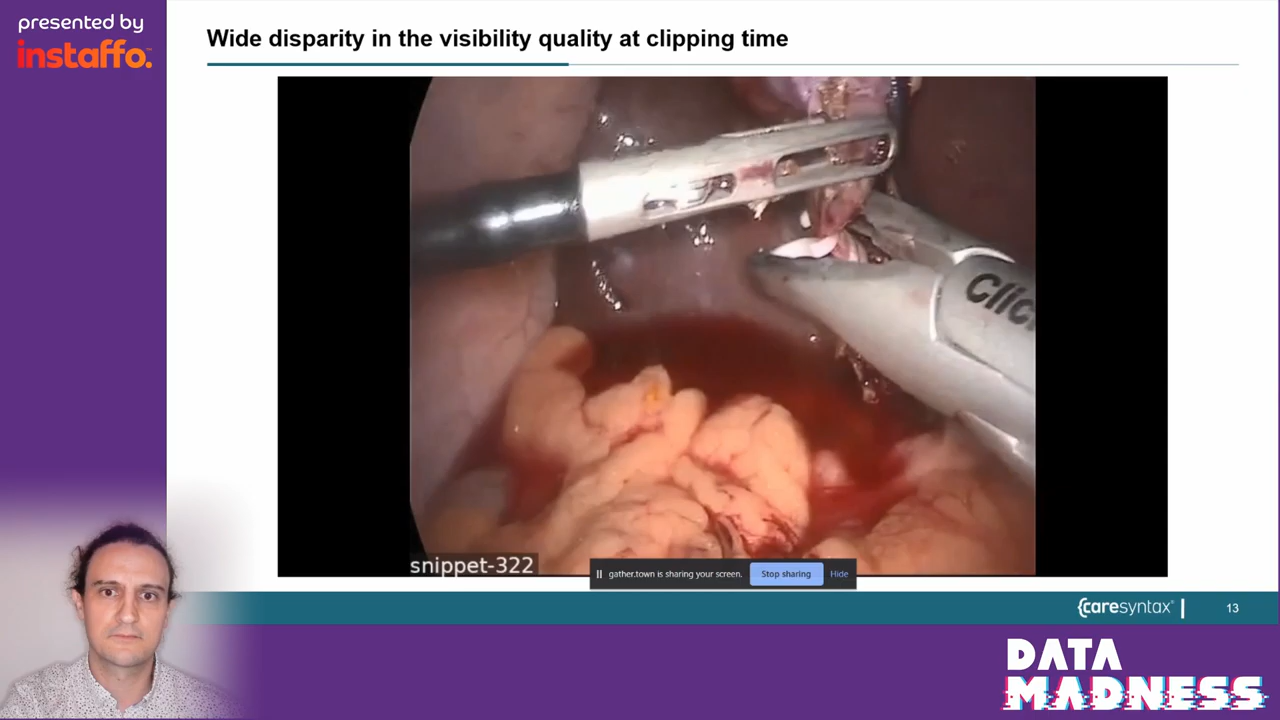 presented by
instaffo.
Wide disparity in the visibility quality at clipping time
snippet-322
gather.town is sharing your screen.
Stop sharing
Hide
caresyntax
13
DATA
MADNESS